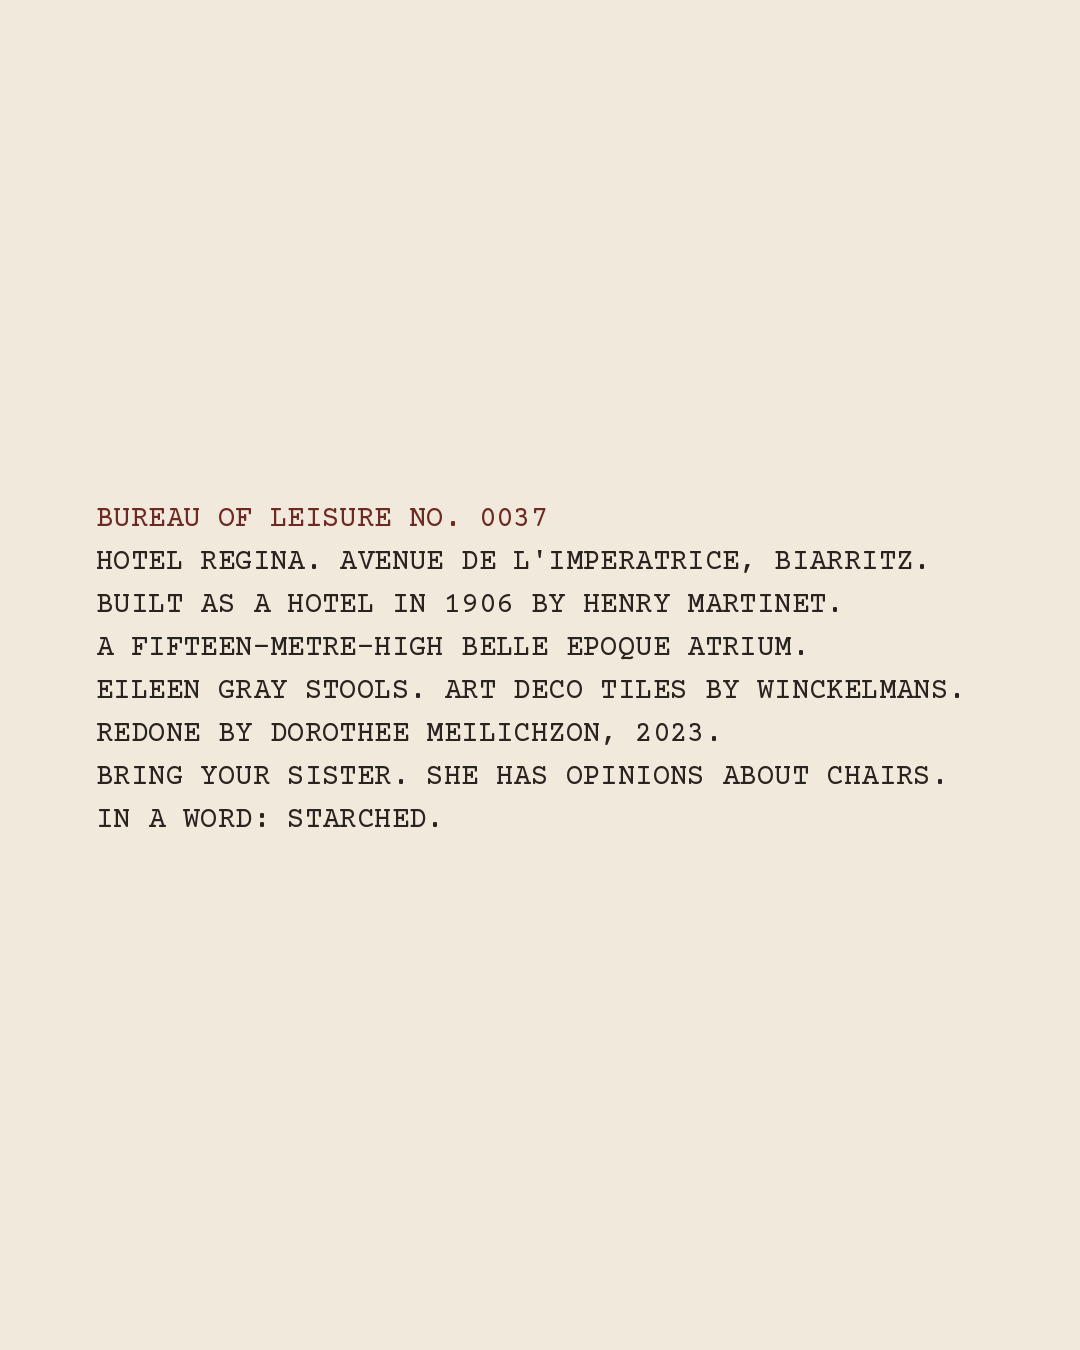 BUREAU OF LEISURE NO. 0037
HOTEL REGINA. AVENUE DE L'IMPERATRICE, BIARRITZ.
BUILT AS A HOTEL IN 1906 BY HENRY MARTINET.
A FIFTEEN-METRE-HIGH BELLE EPOQUE ATRIUM.
EILEEN GRAY STOOLS. ART DECO TILES BY WINCKELMANS.
REDONE BY DOROTHEE MEILICHZON, 2023.
BRING YOUR SISTER. SHE HAS OPINIONS ABOUT CHAIRS.
IN A WORD: STARCHED.